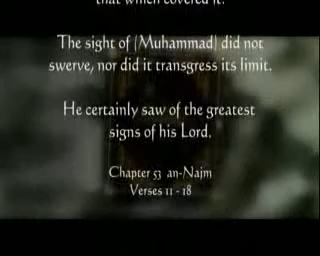 that which covered it.
The sight of [Muhammad] did not
swerve, nor did it transgress its limit.
He certainly saw of the greatest
signs of his Lord.
Chapter 53 an-Najm
Verses 11 - 18